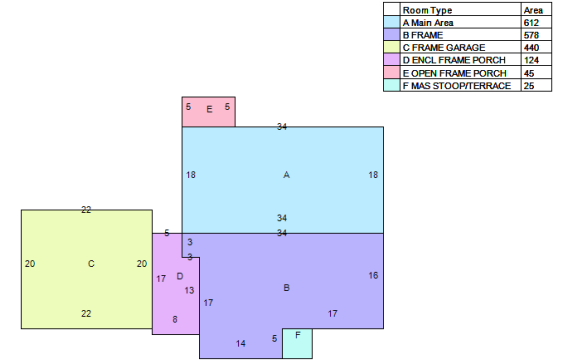 Room Type Area
A Main Area 612
B FRAME 578
C FRAME GARAGE 440
D ENCL FRAME PORCH 124
E OPEN FRAME PORCH 45
F MAS STOOP/TERRACE 25
5 E 5
34
18 A 18
34
22
5 34
3
3
20 C 20
17 D
13
B 16
17
22
8
17
14 5 F